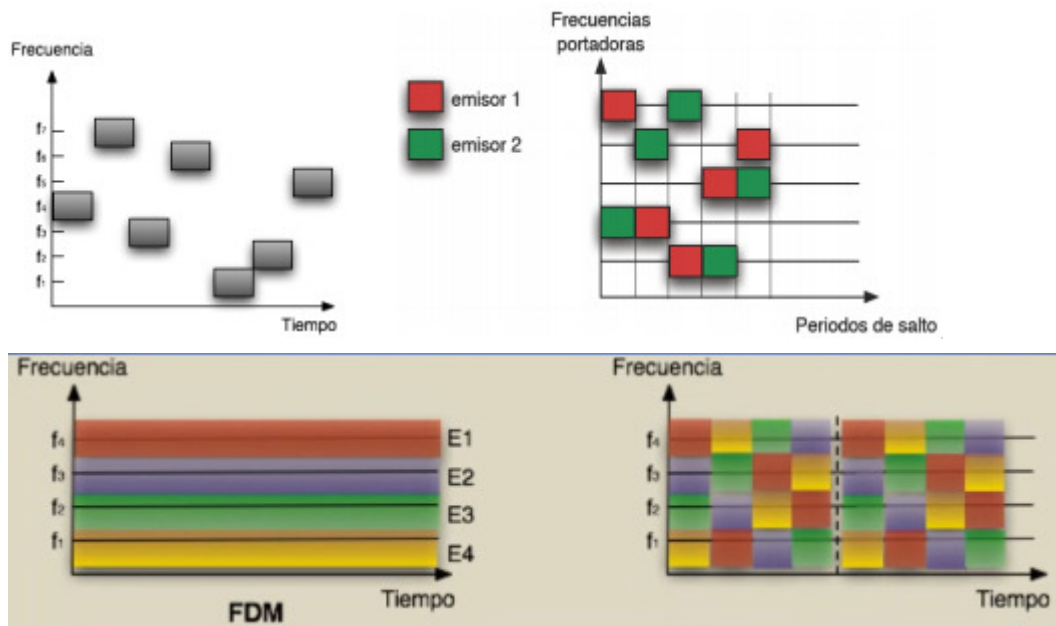 Frecuencia
f₇
f₆
f₅
f₄
f₃
f₂
f₁
Tiempo
emisor 1
emisor 2
Frecuencias
portadoras
Periodos de salto
Frecuencia
f₄
f₃
f₂
f₁
E1
E2
E3
E4
Tiempo
FDM
Frecuencia
f₄
f₃
f₂
f₁
Tiempo